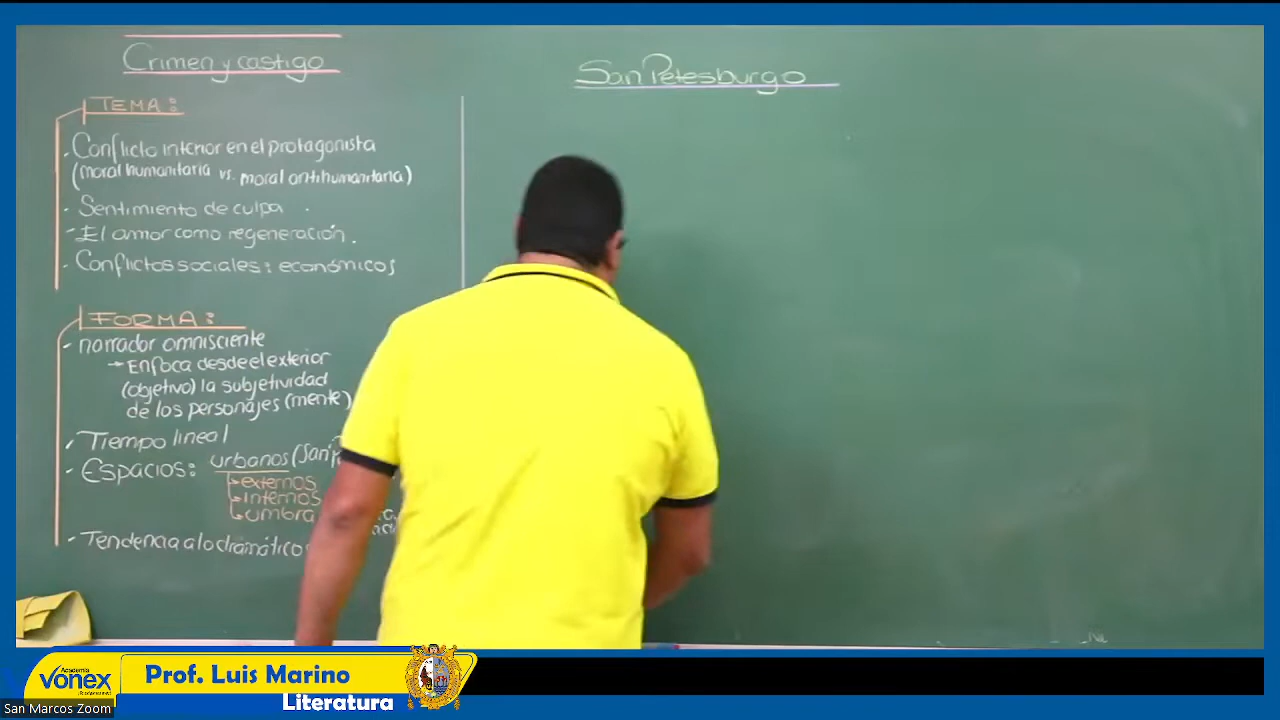 Crimen y castigo
TEMA:
. Conflicto interior en el protagonista
(moral humanitaria vs. moral antihumanitaria)
. Sentimiento de culpa .
- El amor como regeneración.
. Conflictos sociales: económicos
FORMA:
- narrador omnisciente
→ Enfoca desde el exterior
(objetivo) la subjetividad
de los personajes (mente)
- Tiempo lineal
- Espacios: urbanos (San
externos
internos
umbra
- Tendencia a lo dramático
San Petesburgo
Academia
VONEX
Prof. Luis Marino
Literatura
San Marcos Zoom